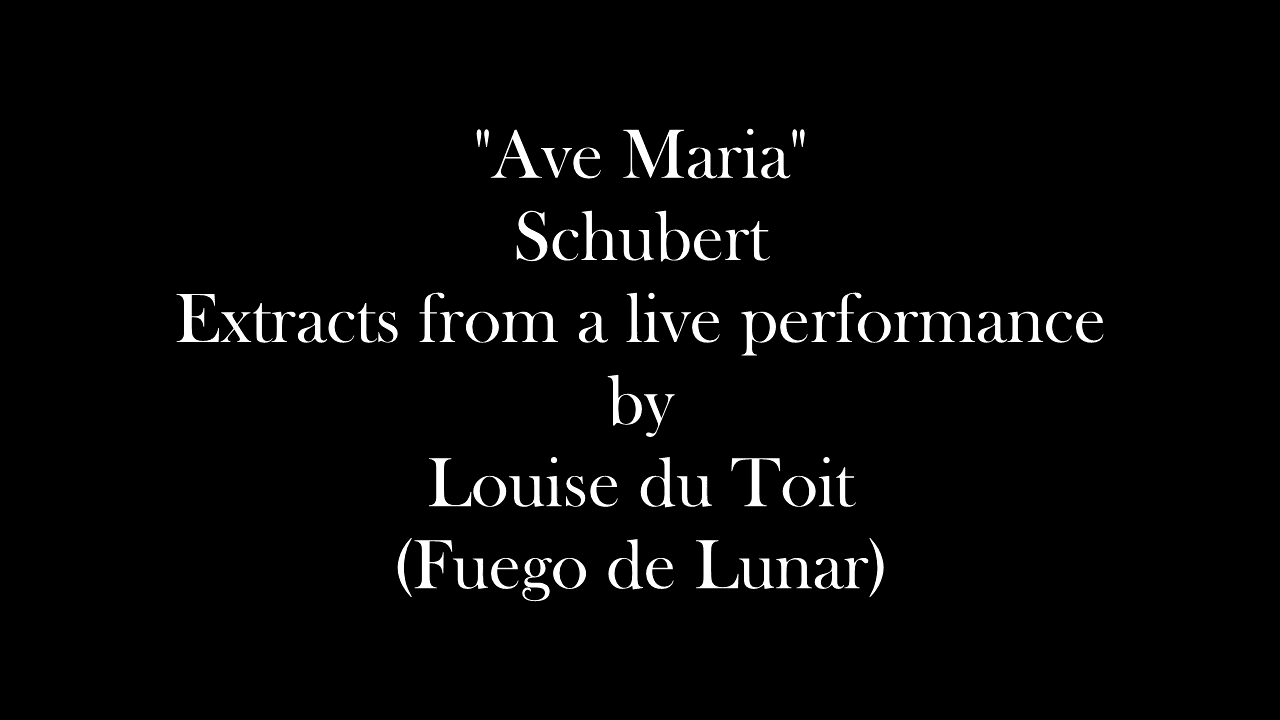 "Ave Maria"
Schubert
Extracts from a live performance
by
Louise du Toit
(Fuego de Lunar)